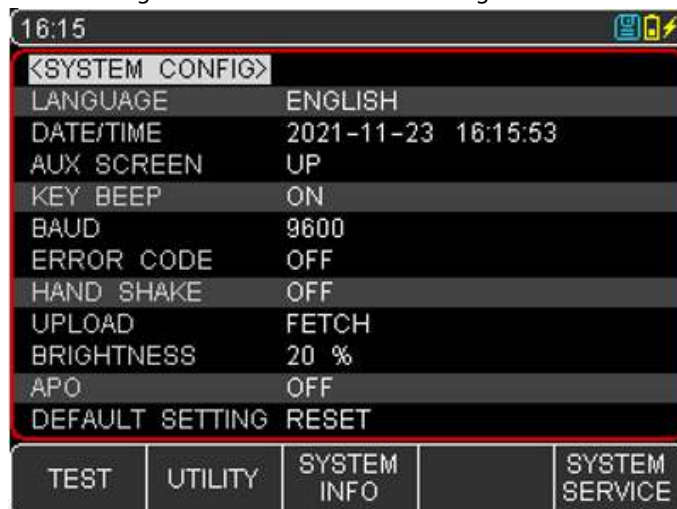 16:15
<SYSTEM CONFIG>
LANGUAGE ENGLISH
DATE/TIME 2021-11-23 16:15:53
AUX SCREEN UP
KEY BEEP ON
BAUD 9600
ERROR CODE OFF
HAND SHAKE OFF
UPLOAD FETCH
BRIGHTNESS 20 %
APO OFF
DEFAULT SETTING RESET
TEST UTILITY SYSTEM INFO SYSTEM SERVICE